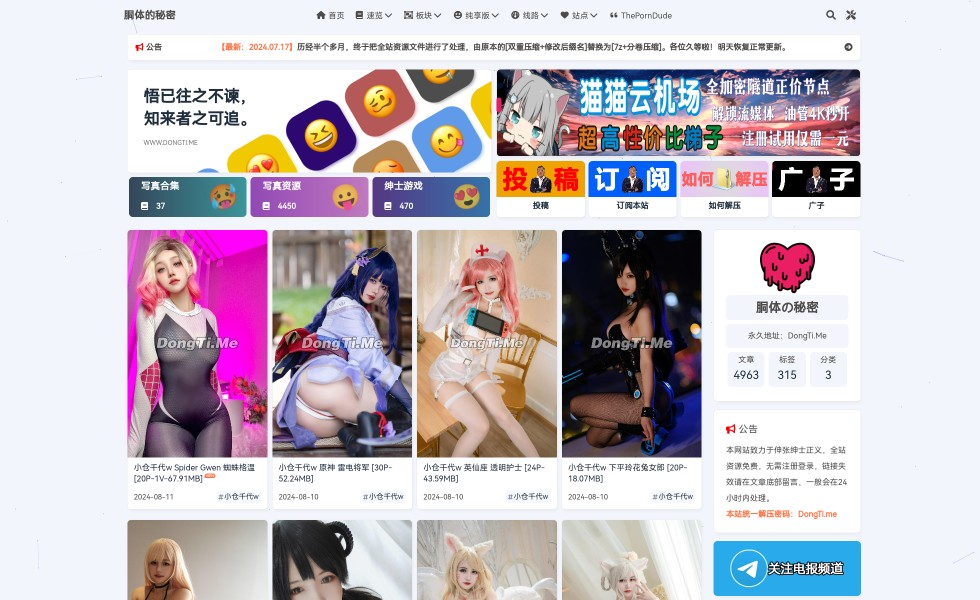 胴体的秘密
首页
速览
板块
纯享版
线路
站点
ThePornDude
公告
【最新：2024.07.17】历经半个多月，终于把全站资源文件进行了处理，由原本的[双重压缩+修改后缀名]替换为[7z+分卷压缩]。各位久等啦！明天恢复正常更新。
悟已往之不谏，
知来者之可追。
WWW.DONGTI.ME
猫猫云机场
超高性价比梯子
全加密隧道正价节点
解锁流媒体 油管4K秒开
注册试用仅需一元
写真合集
37
写真资源
4450
绅士游戏
470
投稿
订阅
如何解压
广子
投稿
订阅本站
如何解压
广子
DongTi.Me
DongTi.Me
DongTi.Me
DongTi.Me
小仓千代w Spider Gwen 蜘蛛格温
[20P-1V-67.91MB]
2024-08-11
#小仓千代w
小仓千代w 原神 雷电将军 [30P-
52.24MB]
2024-08-10
#小仓千代w
小仓千代w 英仙座 透明护士 [24P-
43.59MB]
2024-08-10
#小仓千代w
小仓千代w 下平玲花兔女郎 [20P-
18.07MB]
2024-08-10
#小仓千代w
胴体の秘密
永久地址：DongTi.Me
文章
4963
标签
315
分类
3
公告
本网站致力于伸张绅士正义，全站
资源免费，无需注册登录，链接失
效请在文章底部留言，一般会在24
小时内处理。
本站统一解压密码：DongTi.me
关注电报频道